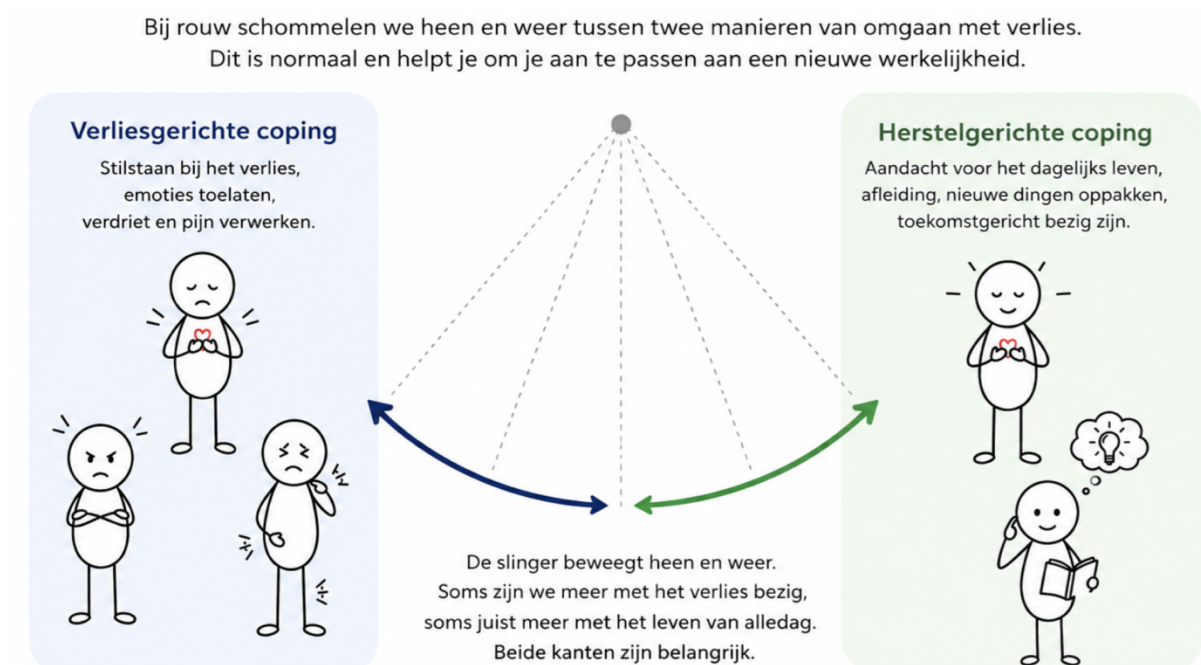 Bij rouw schommelen we heen en weer tussen twee manieren van omgaan met verlies.
Dit is normaal en helpt je om je aan te passen aan een nieuwe werkelijkheid.
Verliesgerichte coping
Stilstaan bij het verlies,
emoties toelaten,
verdriet en pijn verwerken.
Herstelgerichte coping
Aandacht voor het dagelijks leven,
afleiding, nieuwe dingen oppakken,
toekomstgericht bezig zijn.
De slinger beweegt heen en weer.
Soms zijn we meer met het verlies bezig,
soms juist meer met het leven van alledag.
Beide kanten zijn belangrijk.